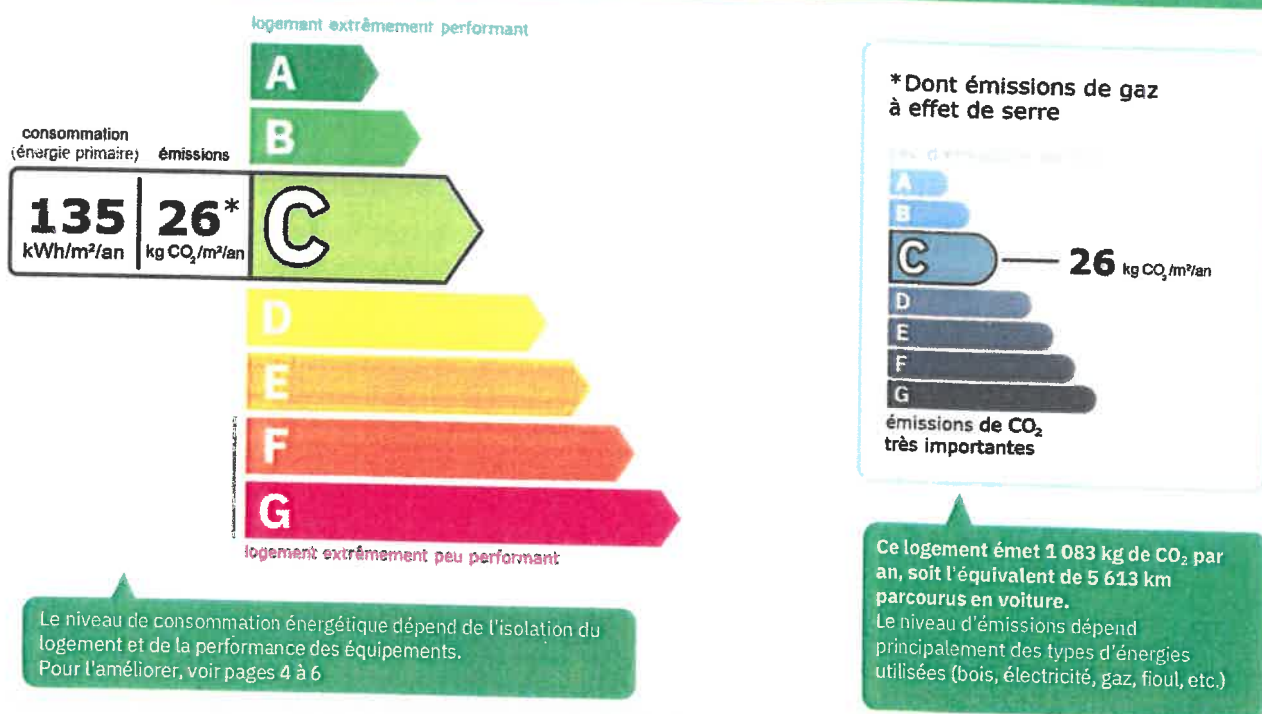 logement extrêmement performant
A
B
consommation
(énergie primaire)
émissions
135
kWh/m²/an
26*
kg CO₂/m²/an
C
D
E
F
G
logement extrêmement peu performant
Le niveau de consommation énergétique dépend de l'isolation du
logement et de la performance des équipements.
Pour l'améliorer, voir pages 4 à 6
*Dont émissions de gaz
à effet de serre
A
B
C
26 kg CO₂/m²/an
D
E
F
G
émissions de CO₂
très importantes
Ce logement émet 1 083 kg de CO₂ par
an, soit l'équivalent de 5 613 km
parcourus en voiture.
Le niveau d'émissions dépend
principalement des types d'énergies
utilisées (bois, électricité, gaz, fioul, etc.)